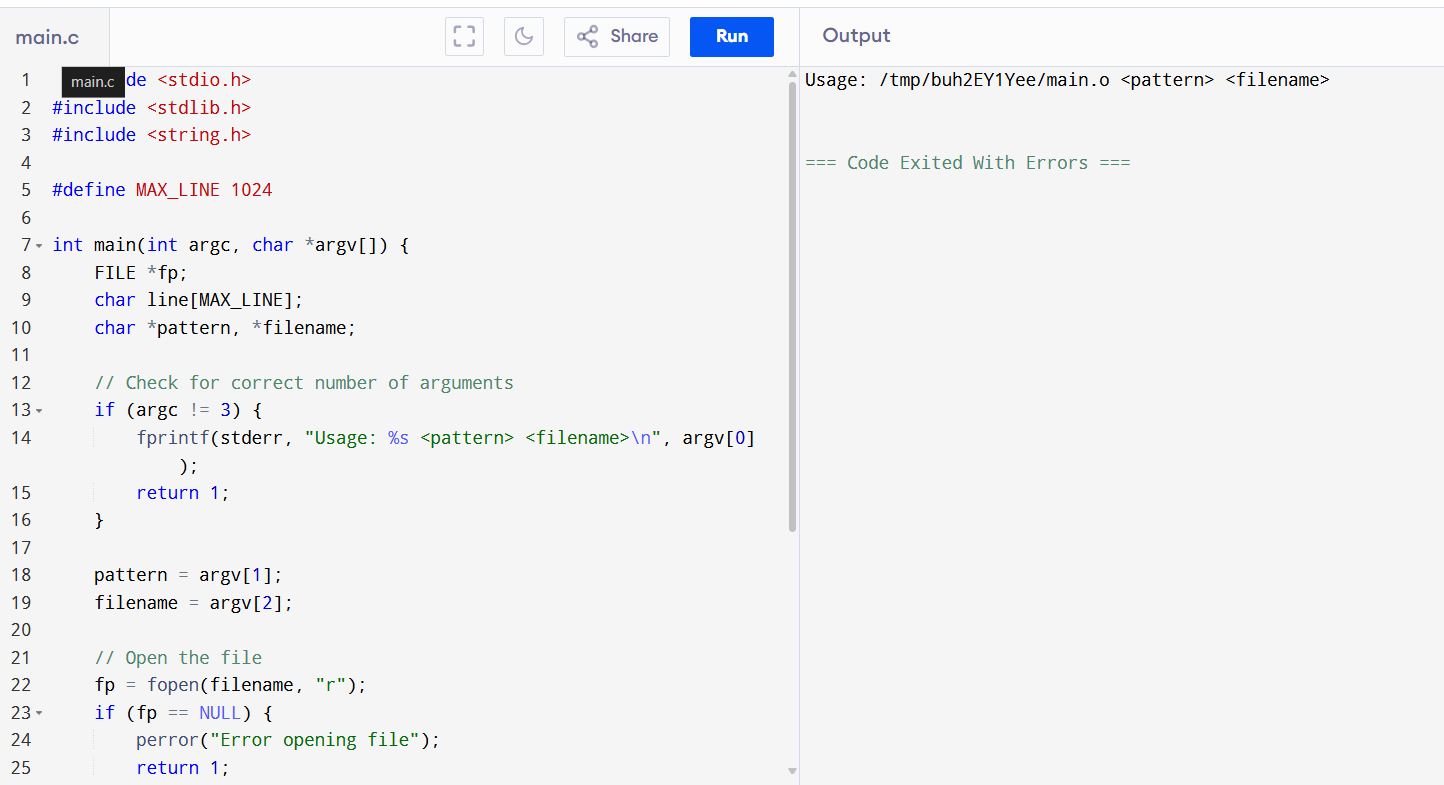 main.c
Share
Run
Output
main.c
1 de <stdio.h>
2 #include <stdlib.h>
3 #include <string.h>
4
5 #define MAX_LINE 1024
6
7 int main(int argc, char *argv[]) {
8     FILE *fp;
9     char line[MAX_LINE];
10     char *pattern, *filename;
11
12     // Check for correct number of arguments
13     if (argc != 3) {
14         fprintf(stderr, "Usage: %s <pattern> <filename>\n", argv[0]
            );
15         return 1;
16     }
17
18     pattern = argv[1];
19     filename = argv[2];
20
21     // Open the file
22     fp = fopen(filename, "r");
23     if (fp == NULL) {
24         perror("Error opening file");
25         return 1;
Usage: /tmp/buh2EY1Yee/main.o <pattern> <filename>
=== Code Exited With Errors ===